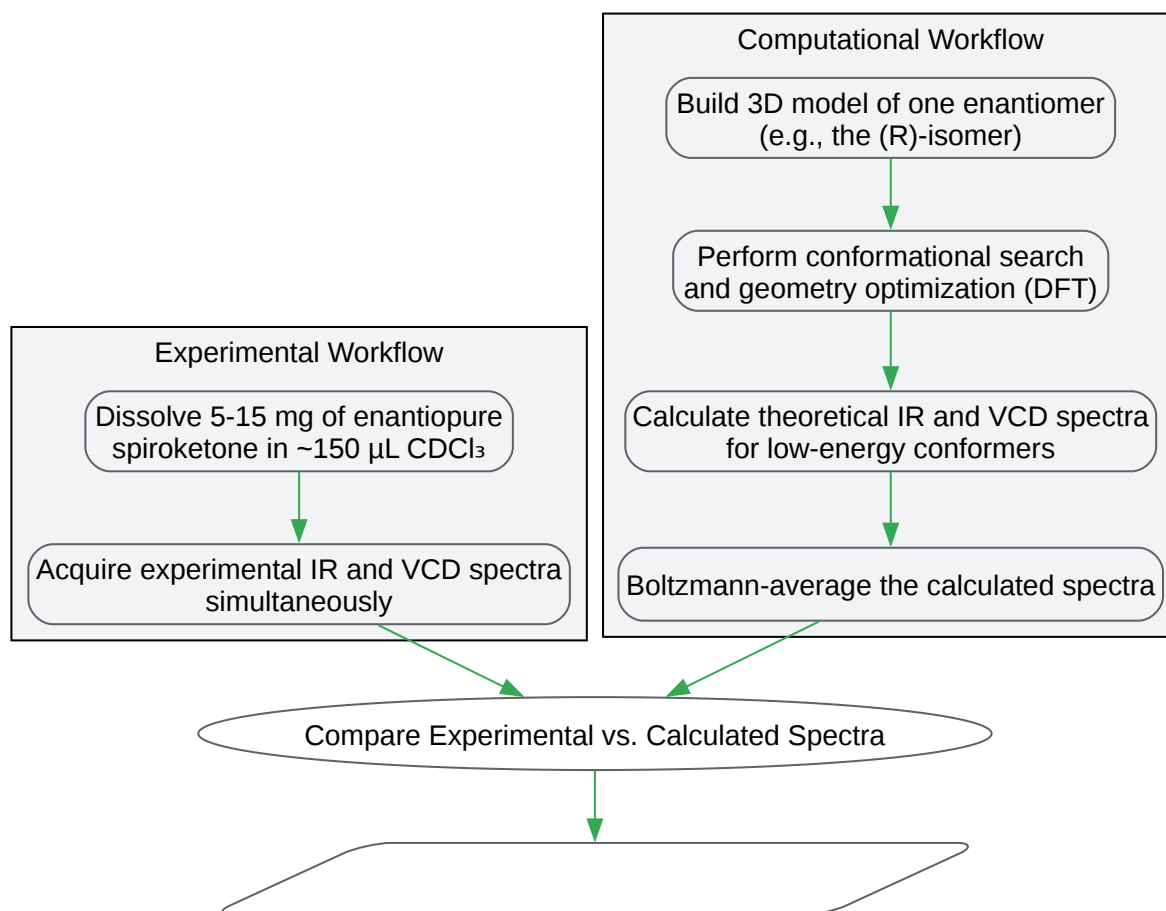 Computational Workflow
Build 3D model of one enantiomer
(e.g., the (R)-isomer)
Perform conformational search
and geometry optimization (DFT)
Calculate theoretical IR and VCD spectra
for low-energy conformers
Boltzmann-average the calculated spectra
Experimental Workflow
Dissolve 5-15 mg of enantiopure
spiroketone in ~150 µL CDCl₃
Acquire experimental IR and VCD spectra
simultaneously
Compare Experimental vs. Calculated Spectra